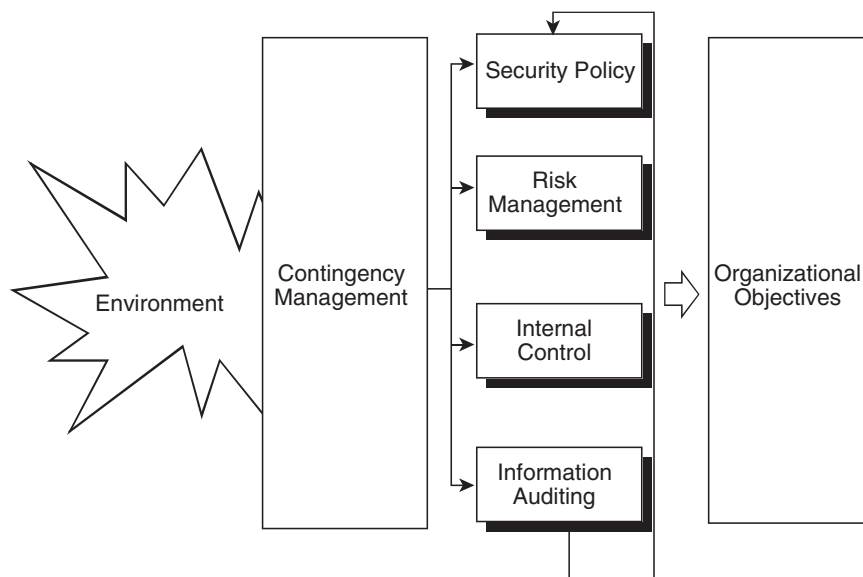 Environment
Contingency
Management
Security Policy
Risk
Management
Internal
Control
Information
Auditing
Organizational
Objectives